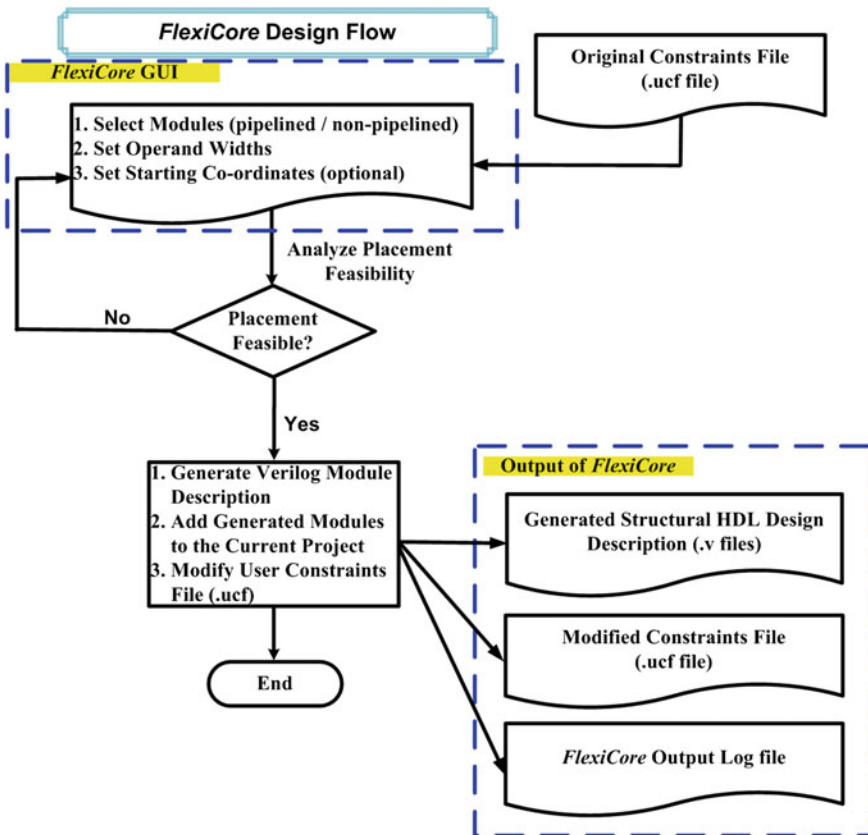 FlexiCore Design Flow
FlexiCore GUI
1. Select Modules (pipelined / non-pipelined)
2. Set Operand Widths
3. Set Starting Co-ordinates (optional)
Original Constraints File
(.ucf file)
Analyze Placement
Feasibility
No
Placement
Feasible?
Yes
1. Generate Verilog Module
Description
2. Add Generated Modules
to the Current Project
3. Modify User Constraints
File (.ucf)
End
Output of FlexiCore
Generated Structural HDL Design
Description (.v files)
Modified Constraints File
(.ucf file)
FlexiCore Output Log file